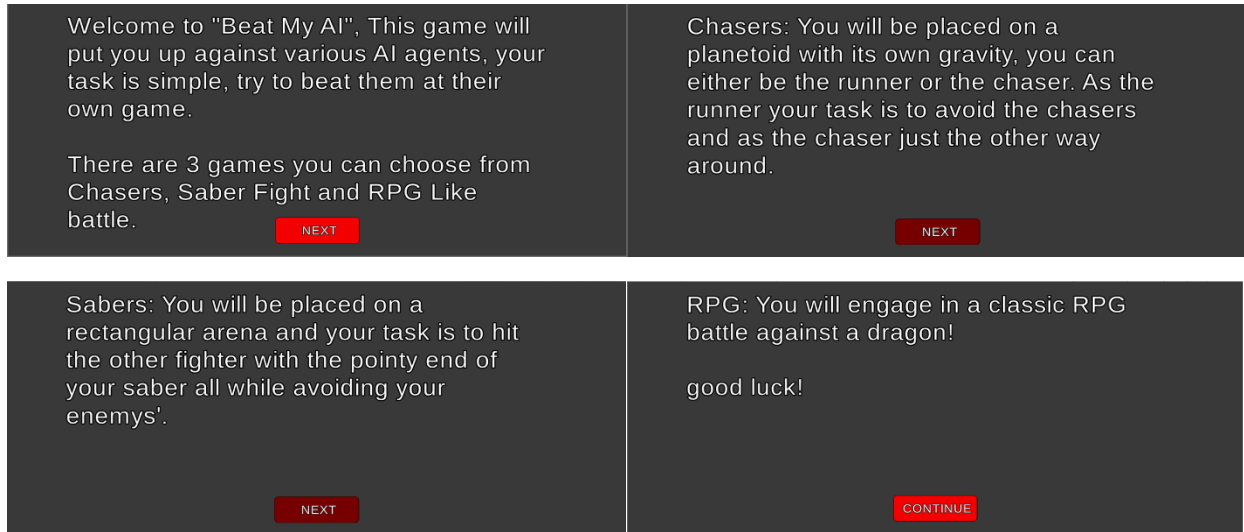 Welcome to "Beat My AI", This game will
put you up against various AI agents, your
task is simple, try to beat them at their
own game.
There are 3 games you can choose from
Chasers, Saber Fight and RPG Like
battle.
NEXT
Chasers: You will be placed on a
planetoid with its own gravity, you can
either be the runner or the chaser. As the
runner your task is to avoid the chasers
and as the chaser just the other way
around.
NEXT
Sabers: You will be placed on a
rectangular arena and your task is to hit
the other fighter with the pointy end of
your saber all while avoiding your
enemys'.
NEXT
RPG: You will engage in a classic RPG
battle against a dragon!
good luck!
CONTINUE